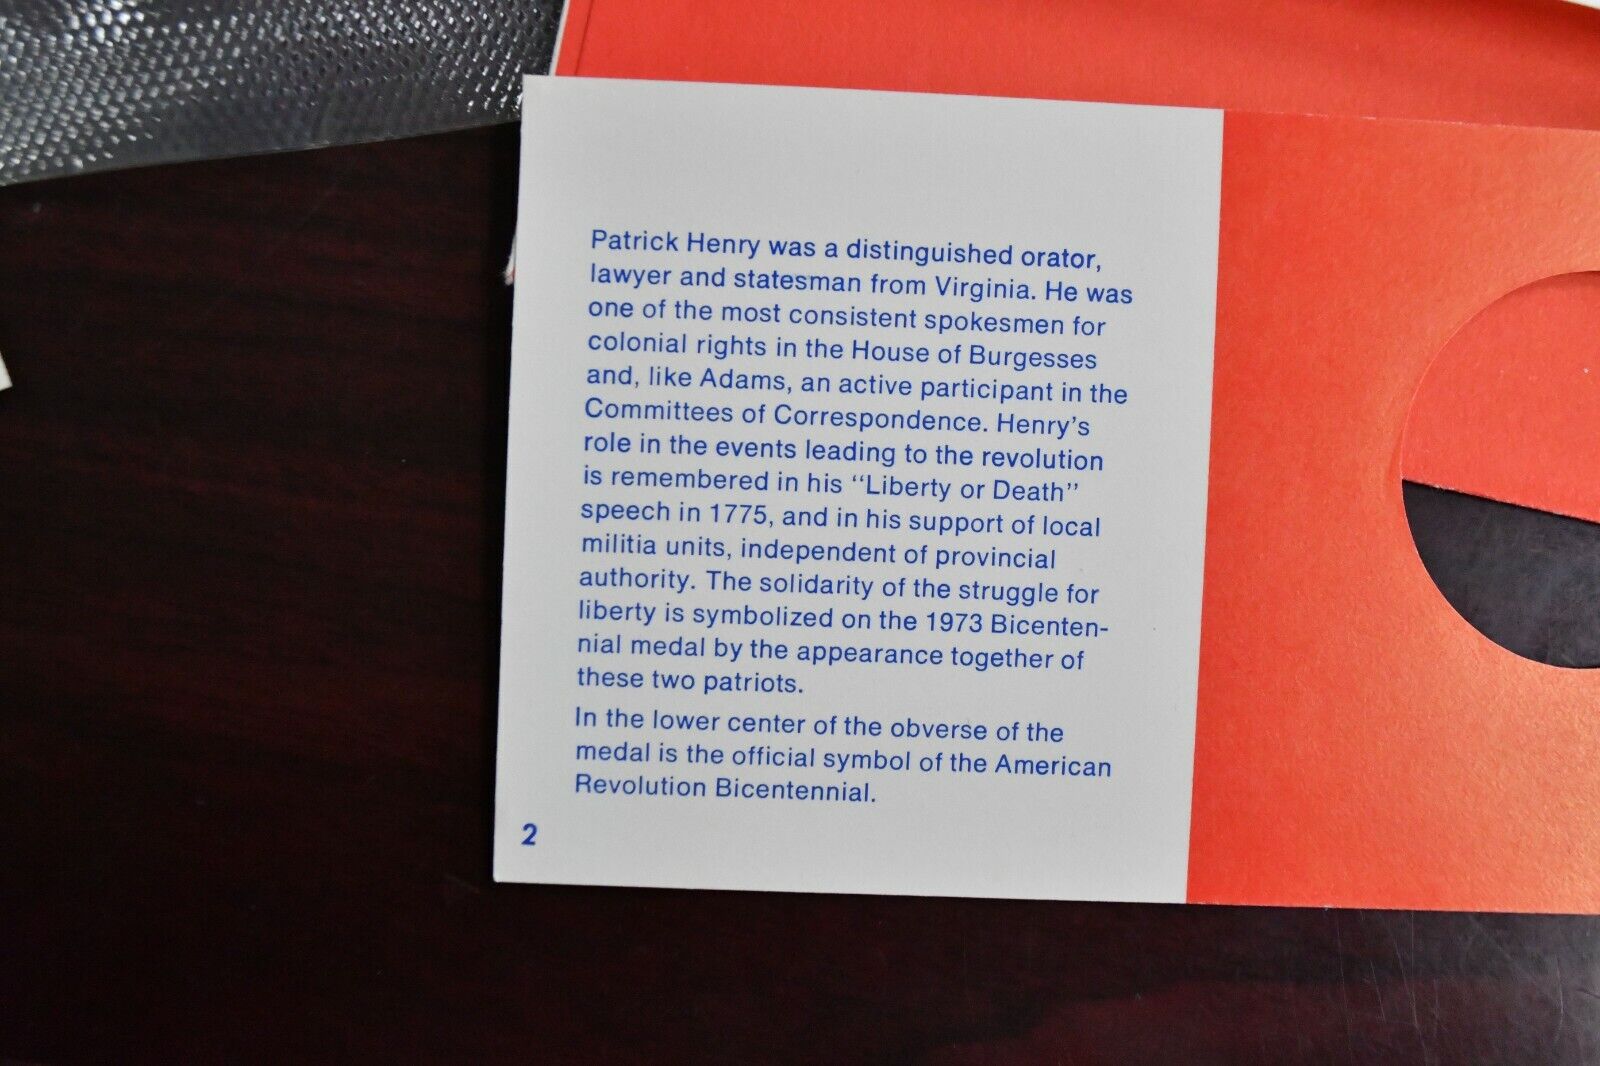 Patrick Henry was a distinguished orator,
lawyer and statesman from Virginia. He was
one of the most consistent spokesmen for
colonial rights in the House of Burgesses
and, like Adams, an active participant in the
Committees of Correspondence. Henry's
role in the events leading to the revolution
is remembered in his "Liberty or Death"
speech in 1775, and in his support of local
militia units, independent of provincial
authority. The solidarity of the struggle for
liberty is symbolized on the 1973 Bicenten-
nial medal by the appearance together of
these two patriots.
In the lower center of the obverse of the
medal is the official symbol of the American
Revolution Bicentennial.
2